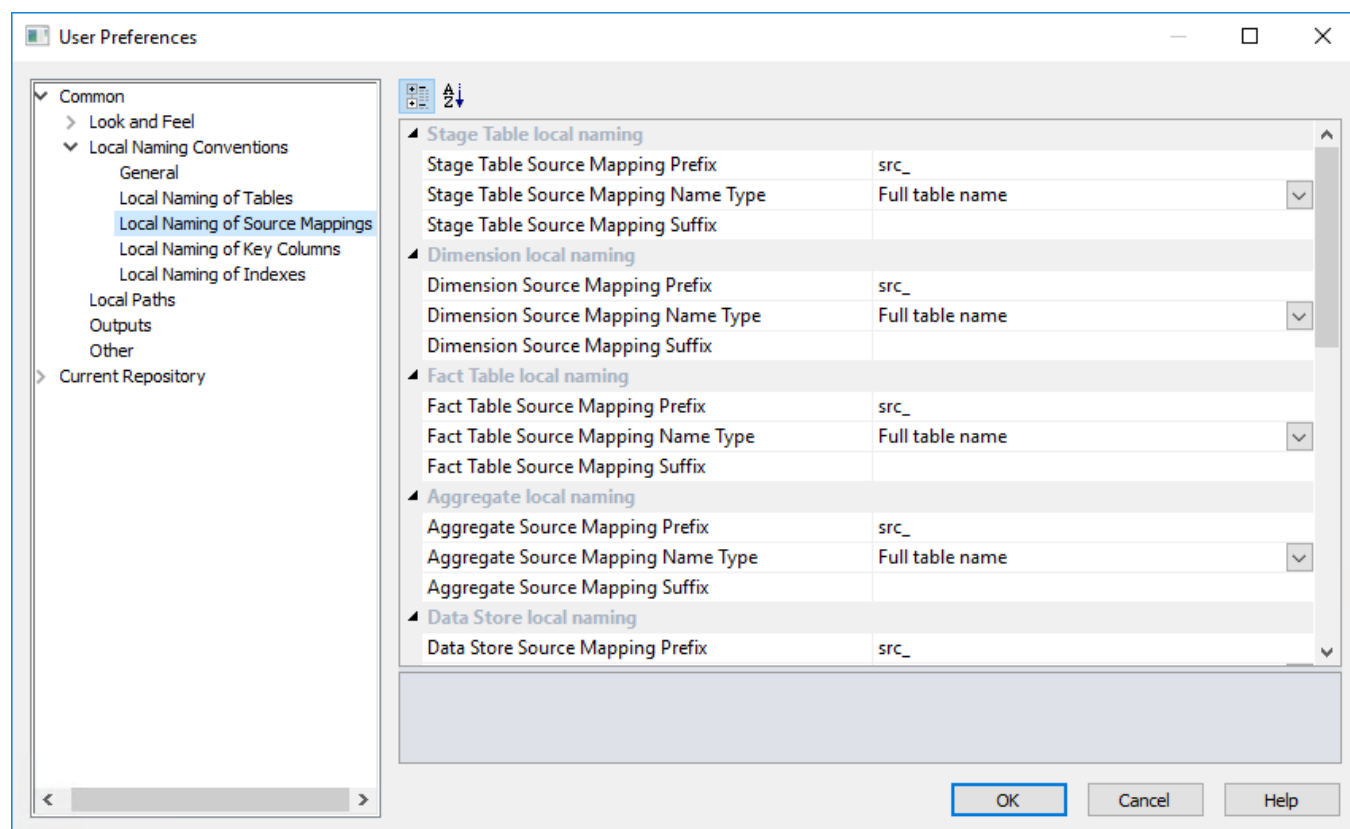 User Preferences
Common
Look and Feel
Local Naming Conventions
General
Local Naming of Tables
Local Naming of Source Mappings
Local Naming of Key Columns
Local Naming of Indexes
Local Paths
Outputs
Other
Current Repository
Stage Table local naming
Stage Table Source Mapping Prefix src_
Stage Table Source Mapping Name Type Full table name
Stage Table Source Mapping Suffix
Dimension local naming
Dimension Source Mapping Prefix src_
Dimension Source Mapping Name Type Full table name
Dimension Source Mapping Suffix
Fact Table local naming
Fact Table Source Mapping Prefix src_
Fact Table Source Mapping Name Type Full table name
Fact Table Source Mapping Suffix
Aggregate local naming
Aggregate Source Mapping Prefix src_
Aggregate Source Mapping Name Type Full table name
Aggregate Source Mapping Suffix
Data Store local naming
Data Store Source Mapping Prefix src_
OK Cancel Help